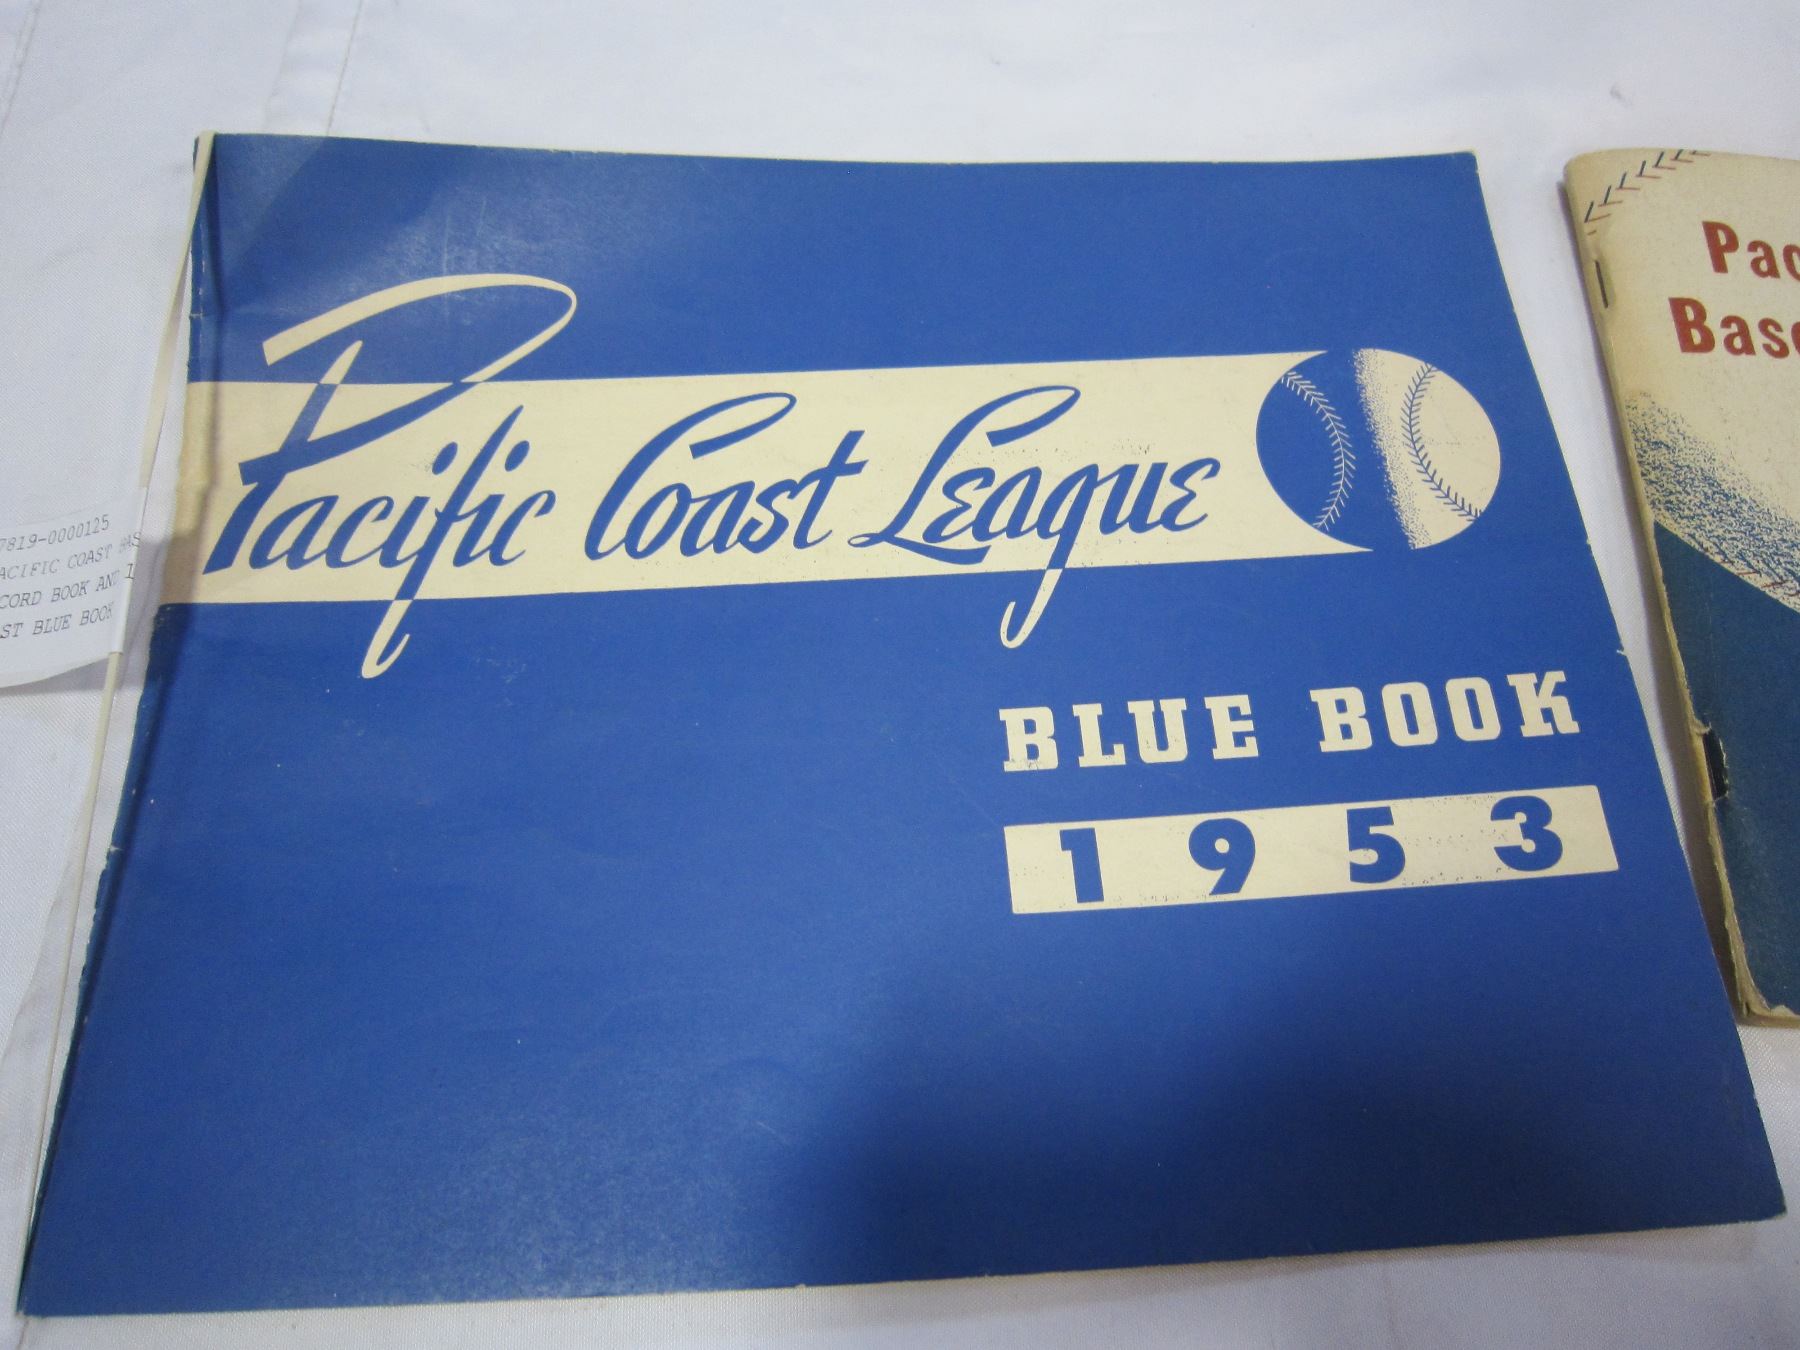 Pacific Coast League
BLUE BOOK
1953
7819-0000125
ACIFIC COAST BAS
CORD BOOK AND 1
ST BLUE BOOK
Pac
Base